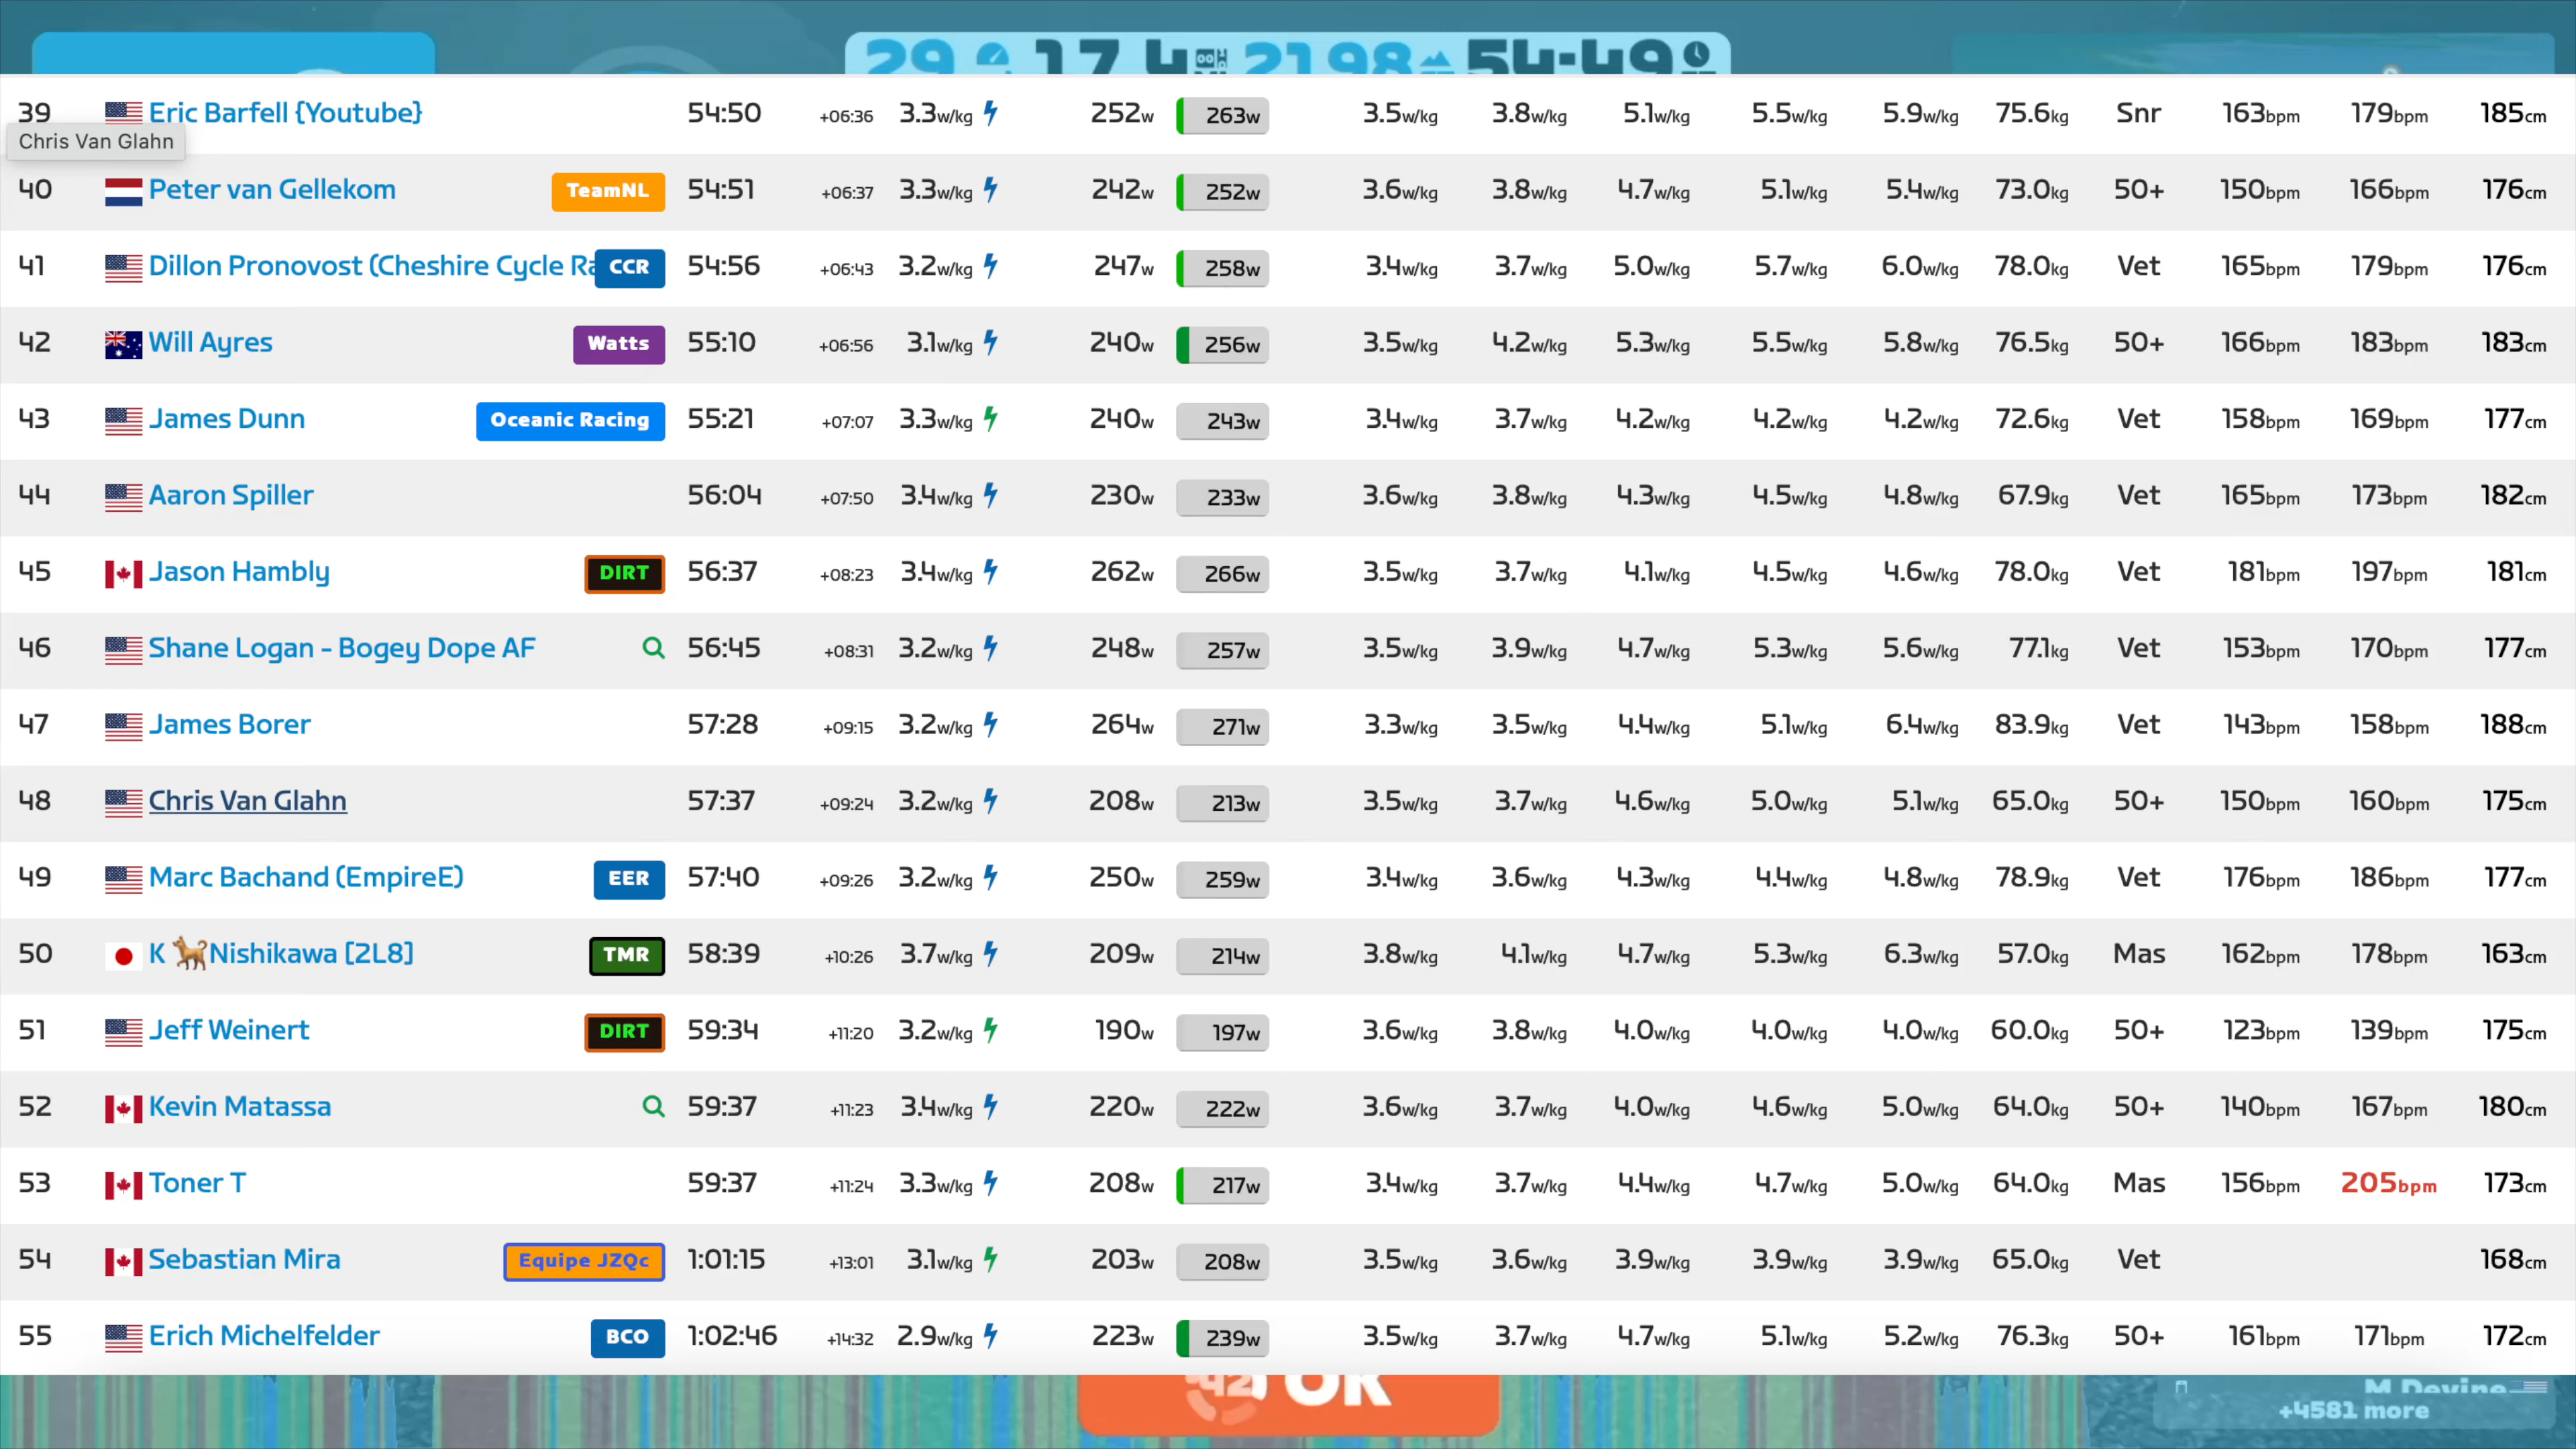 29 17.4 2198 54:49
39 Eric Barfell {Youtube} 54:50 +06:36 3.3w/kg 252w 263w 3.5w/kg 3.8w/kg 5.1w/kg 5.5w/kg 5.9w/kg 75.6kg Snr 163bpm 179bpm 185cm
Chris Van Glahn
40 Peter van Gellekom TeamNL 54:51 +06:37 3.3w/kg 242w 252w 3.6w/kg 3.8w/kg 4.7w/kg 5.1w/kg 5.4w/kg 73.0kg 50+ 150bpm 166bpm 176cm
41 Dillon Pronovost (Cheshire Cycle Ra CCR 54:56 +06:43 3.2w/kg 247w 258w 3.4w/kg 3.7w/kg 5.0w/kg 5.7w/kg 6.0w/kg 78.0kg Vet 165bpm 179bpm 176cm
42 Will Ayres Watts 55:10 +06:56 3.1w/kg 240w 256w 3.5w/kg 4.2w/kg 5.3w/kg 5.5w/kg 5.8w/kg 76.5kg 50+ 166bpm 183bpm 183cm
43 James Dunn Oceanic Racing 55:21 +07:07 3.3w/kg 240w 243w 3.4w/kg 3.7w/kg 4.2w/kg 4.2w/kg 4.2w/kg 72.6kg Vet 158bpm 169bpm 177cm
44 Aaron Spiller 56:04 +07:50 3.4w/kg 230w 233w 3.6w/kg 3.8w/kg 4.3w/kg 4.5w/kg 4.8w/kg 67.9kg Vet 165bpm 173bpm 182cm
45 Jason Hambly DIRT 56:37 +08:23 3.4w/kg 262w 266w 3.5w/kg 3.7w/kg 4.1w/kg 4.5w/kg 4.6w/kg 78.0kg Vet 181bpm 197bpm 181cm
46 Shane Logan - Bogey Dope AF 56:45 +08:31 3.2w/kg 248w 257w 3.5w/kg 3.9w/kg 4.7w/kg 5.3w/kg 5.6w/kg 77.1kg Vet 153bpm 170bpm 177cm
47 James Borer 57:28 +09:15 3.2w/kg 264w 271w 3.3w/kg 3.5w/kg 4.4w/kg 5.1w/kg 6.4w/kg 83.9kg Vet 143bpm 158bpm 188cm
48 Chris Van Glahn 57:37 +09:24 3.2w/kg 208w 213w 3.5w/kg 3.7w/kg 4.6w/kg 5.0w/kg 5.1w/kg 65.0kg 50+ 150bpm 160bpm 175cm
49 Marc Bachand (EmpireE) EER 57:40 +09:26 3.2w/kg 250w 259w 3.4w/kg 3.6w/kg 4.3w/kg 4.4w/kg 4.8w/kg 78.9kg Vet 176bpm 186bpm 177cm
50 K 🐕Nishikawa [2L8] TMR 58:39 +10:26 3.7w/kg 209w 214w 3.8w/kg 4.1w/kg 4.7w/kg 5.3w/kg 6.3w/kg 57.0kg Mas 162bpm 178bpm 163cm
51 Jeff Weinert DIRT 59:34 +11:20 3.2w/kg 190w 197w 3.6w/kg 3.8w/kg 4.0w/kg 4.0w/kg 4.0w/kg 60.0kg 50+ 123bpm 139bpm 175cm
52 Kevin Matassa 59:37 +11:23 3.4w/kg 220w 222w 3.6w/kg 3.7w/kg 4.0w/kg 4.6w/kg 5.0w/kg 64.0kg 50+ 140bpm 167bpm 180cm
53 Toner T 59:37 +11:24 3.3w/kg 208w 217w 3.4w/kg 3.7w/kg 4.4w/kg 4.7w/kg 5.0w/kg 64.0kg Mas 156bpm 205bpm 173cm
54 Sebastian Mira Equipe JZQc 1:01:15 +13:01 3.1w/kg 203w 208w 3.5w/kg 3.6w/kg 3.9w/kg 3.9w/kg 3.9w/kg 65.0kg Vet 168cm
55 Erich Michelfelder BCO 1:02:46 +14:32 2.9w/kg 223w 239w 3.5w/kg 3.7w/kg 4.7w/kg 5.1w/kg 5.2w/kg 76.3kg 50+ 161bpm 171bpm 172cm
42 OK
M Devine
+4581 more